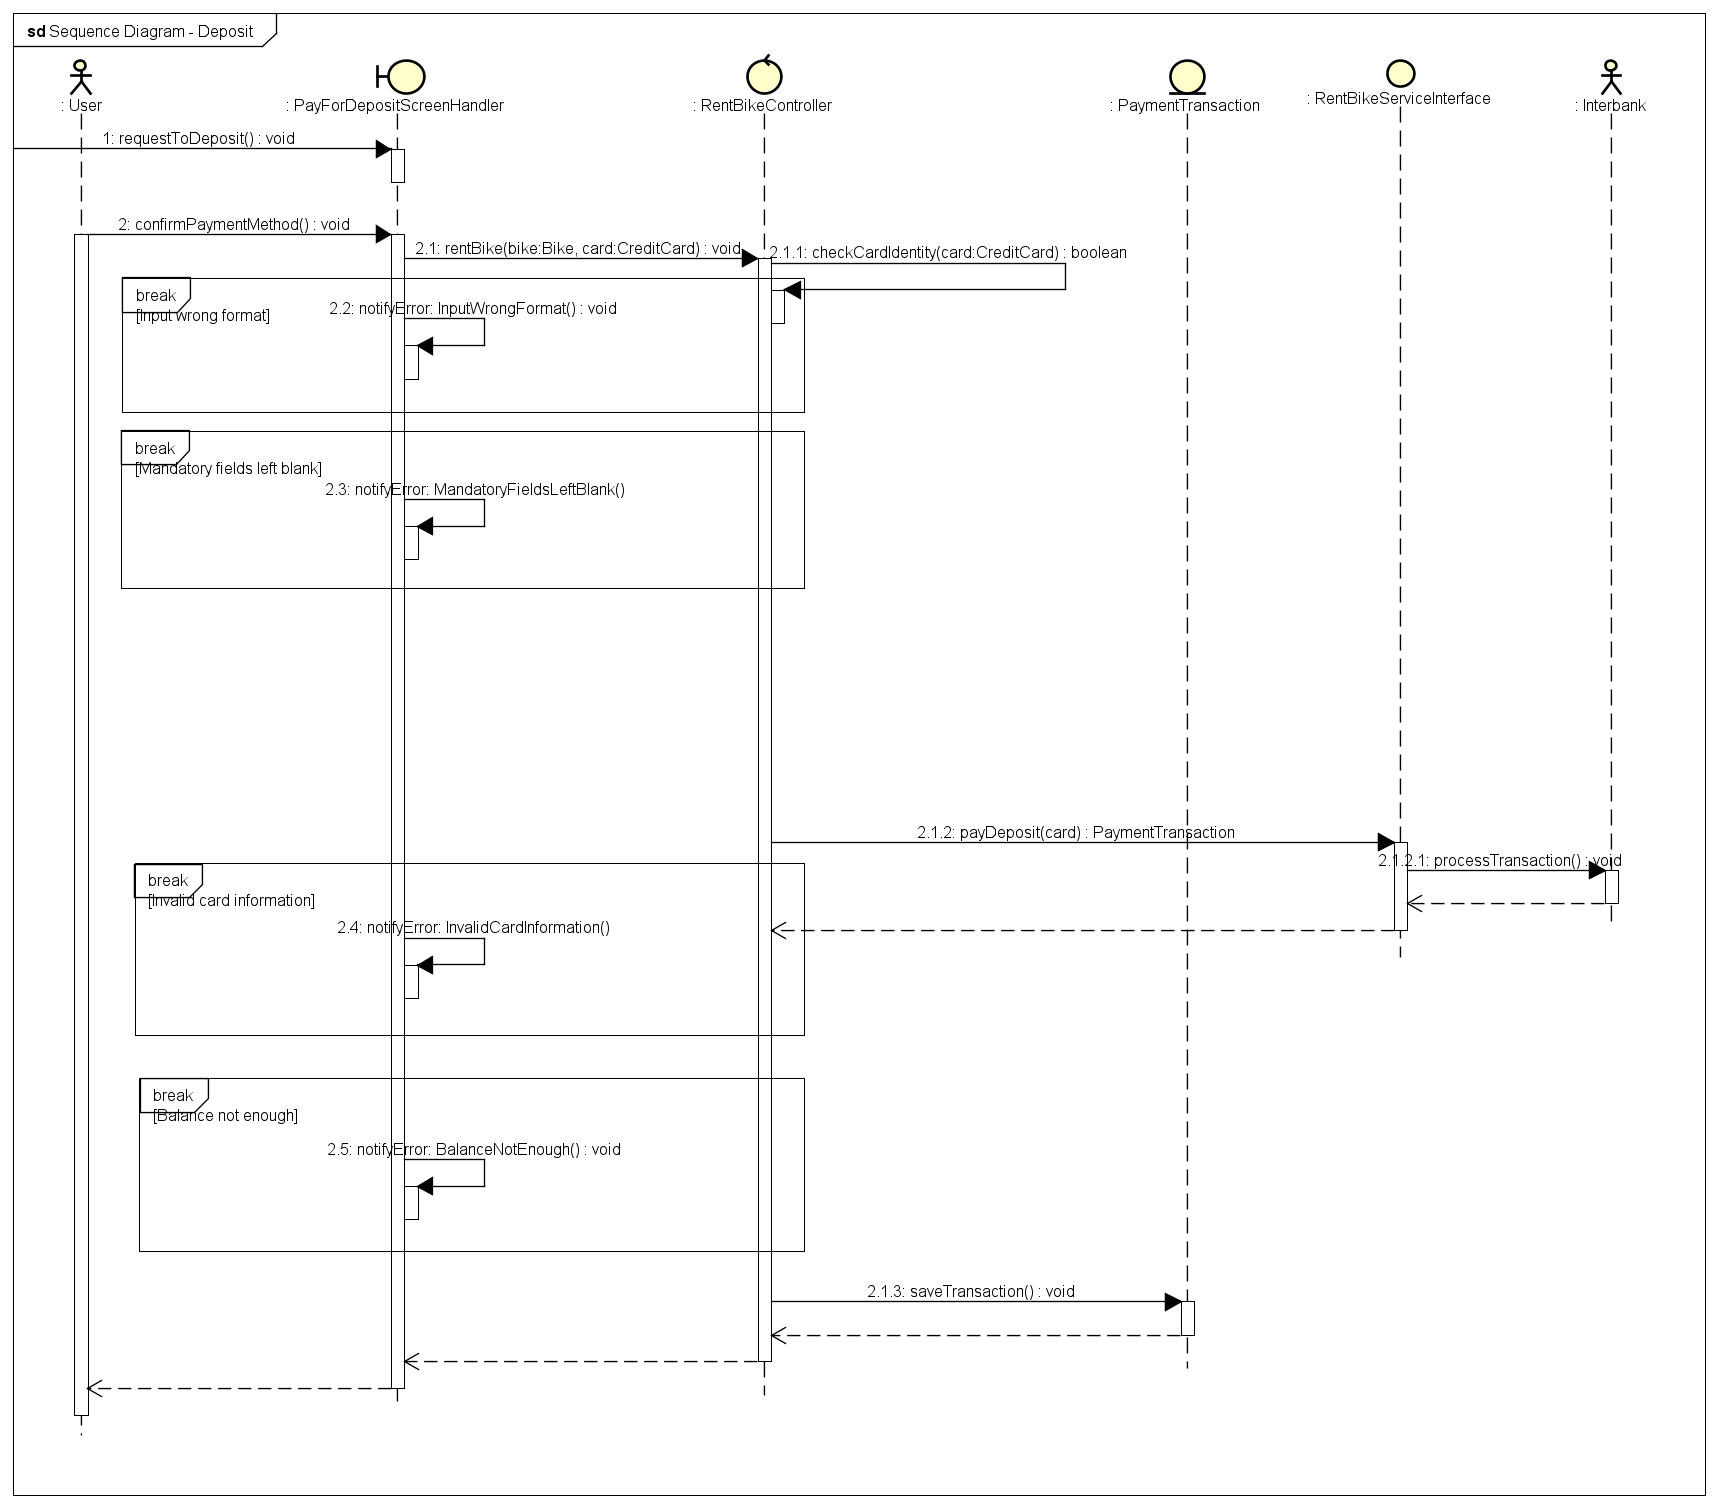 sd Sequence Diagram - Deposit
: User
: PayForDepositScreenHandler
: RentBikeController
: PaymentTransaction
: RentBikeServiceInterface
: Interbank
1: requestToDeposit() : void
2: confirmPaymentMethod() : void
2.1: rentBike(bike:Bike, card:CreditCard) : void
2.1.1: checkCardIdentity(card:CreditCard) : boolean
break
[Input wrong format]
2.2: notifyError: InputWrongFormat() : void
break
[Mandatory fields left blank]
2.3: notifyError: MandatoryFieldsLeftBlank()
2.1.2: payDeposit(card) : PaymentTransaction
2.1.2.1: processTransaction() : void
break
[Invalid card information]
2.4: notifyError: InvalidCardInformation()
break
[Balance not enough]
2.5: notifyError: BalanceNotEnough() : void
2.1.3: saveTransaction() : void